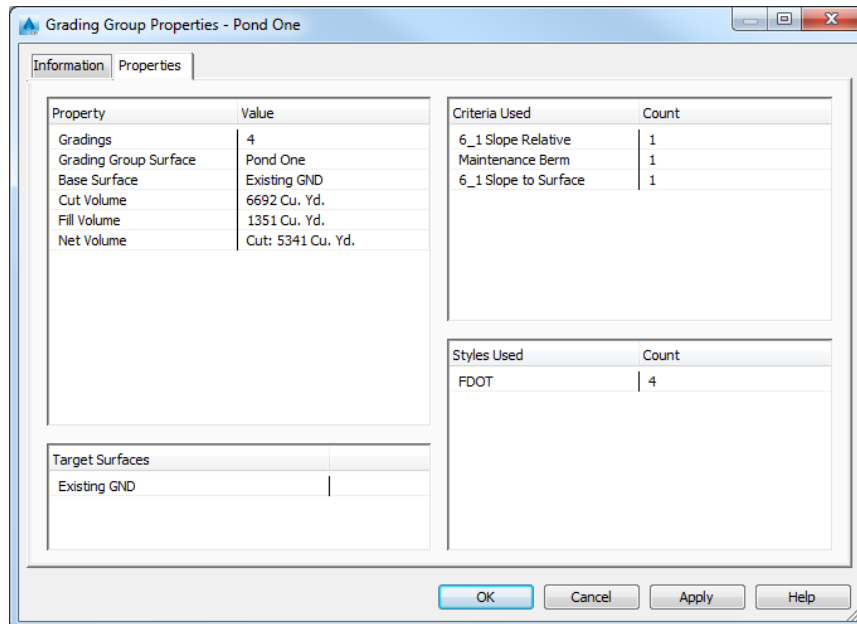 Grading Group Properties - Pond One
Information Properties
Property Value
Gradings 4
Grading Group Surface Pond One
Base Surface Existing GND
Cut Volume 6692 Cu. Yd.
Fill Volume 1351 Cu. Yd.
Net Volume Cut: 5341 Cu. Yd.
Target Surfaces
Existing GND
Criteria Used Count
6_1 Slope Relative 1
Maintenance Berm 1
6_1 Slope to Surface 1
Styles Used Count
FDOT 4
OK Cancel Apply Help